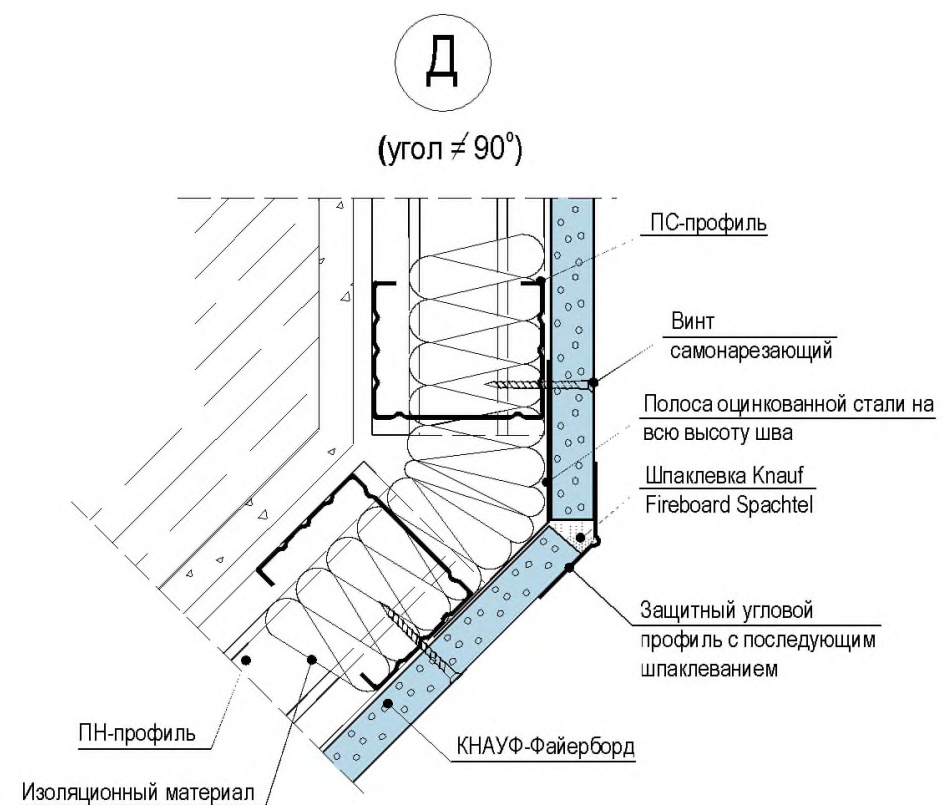 Д
(угол ≠ 90°)
ПС-профиль
Винт
самонарезающий
Полоса оцинкованной стали на
всю высоту шва
Шпаклевка Knauf
Fireboard Spachtel
Защитный угловой
профиль с последующим
шпаклеванием
ПН-профиль
КНАУФ-Файерборд
Изоляционный материал